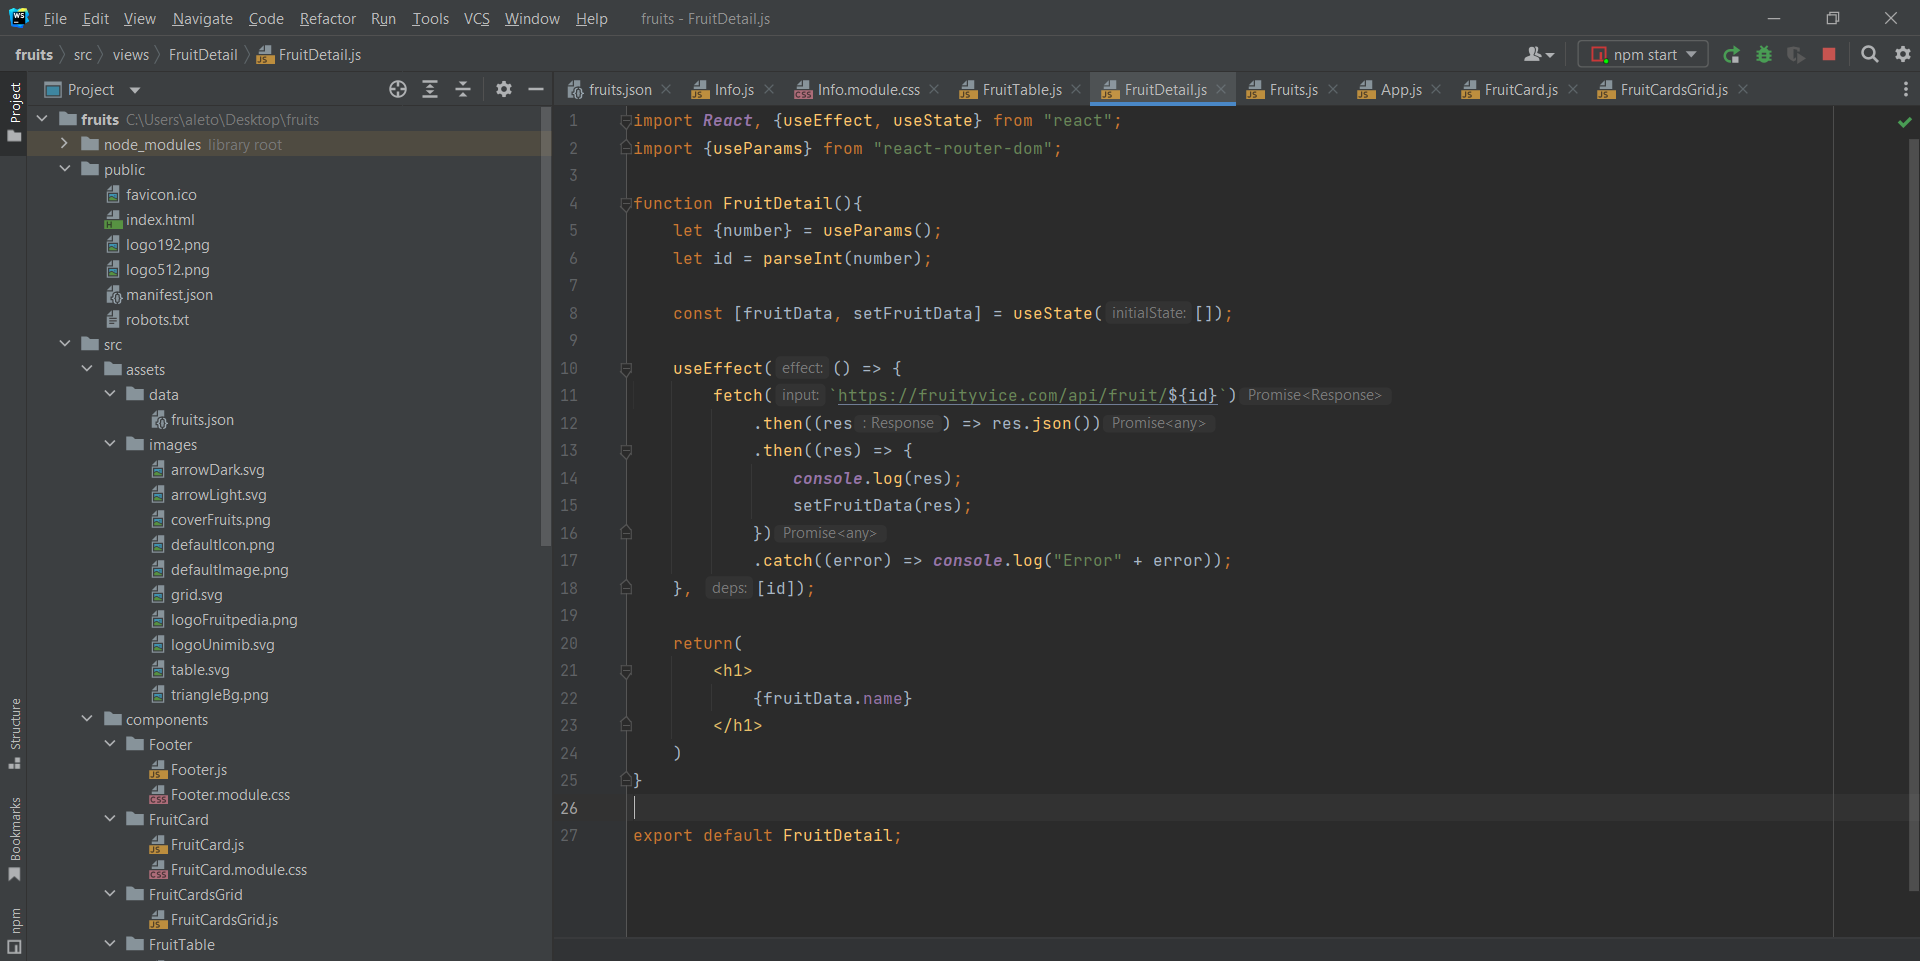 WS File Edit View Navigate Code Refactor Run Tools VCS Window Help fruits - FruitDetail.js
fruits src views FruitDetail FruitDetail.js npm start
Project
Project
fruits C:\Users\aleto\Desktop\fruits
node_modules library root
public
favicon.ico
index.html
logo192.png
logo512.png
manifest.json
robots.txt
src
assets
data
fruits.json
images
arrowDark.svg
arrowLight.svg
coverFruits.png
defaultIcon.png
defaultImage.png
grid.svg
logoFruitpedia.png
logoUnimib.svg
table.svg
triangleBg.png
components
Footer
Footer.js
Footer.module.css
FruitCard
FruitCard.js
FruitCard.module.css
FruitCardsGrid
FruitCardsGrid.js
FruitTable
Structure
Bookmarks
npm
fruits.json Info.js Info.module.css FruitTable.js FruitDetail.js Fruits.js App.js FruitCard.js FruitCardsGrid.js
1 import React, {useEffect, useState} from "react";
2 import {useParams} from "react-router-dom";
3
4 function FruitDetail(){
5 let {number} = useParams();
6 let id = parseInt(number);
7
8 const [fruitData, setFruitData] = useState( initialState: []);
9
10 useEffect( effect: () => {
11 fetch( input: `https://fruityvice.com/api/fruit/${id}`) Promise<Response>
12 .then((res : Response ) => res.json()) Promise<any>
13 .then((res) => {
14 console.log(res);
15 setFruitData(res);
16 }) Promise<any>
17 .catch((error) => console.log("Error" + error));
18 }, deps: [id]);
19
20 return(
21 <h1>
22 {fruitData.name}
23 </h1>
24 )
25 }
26
27 export default FruitDetail;